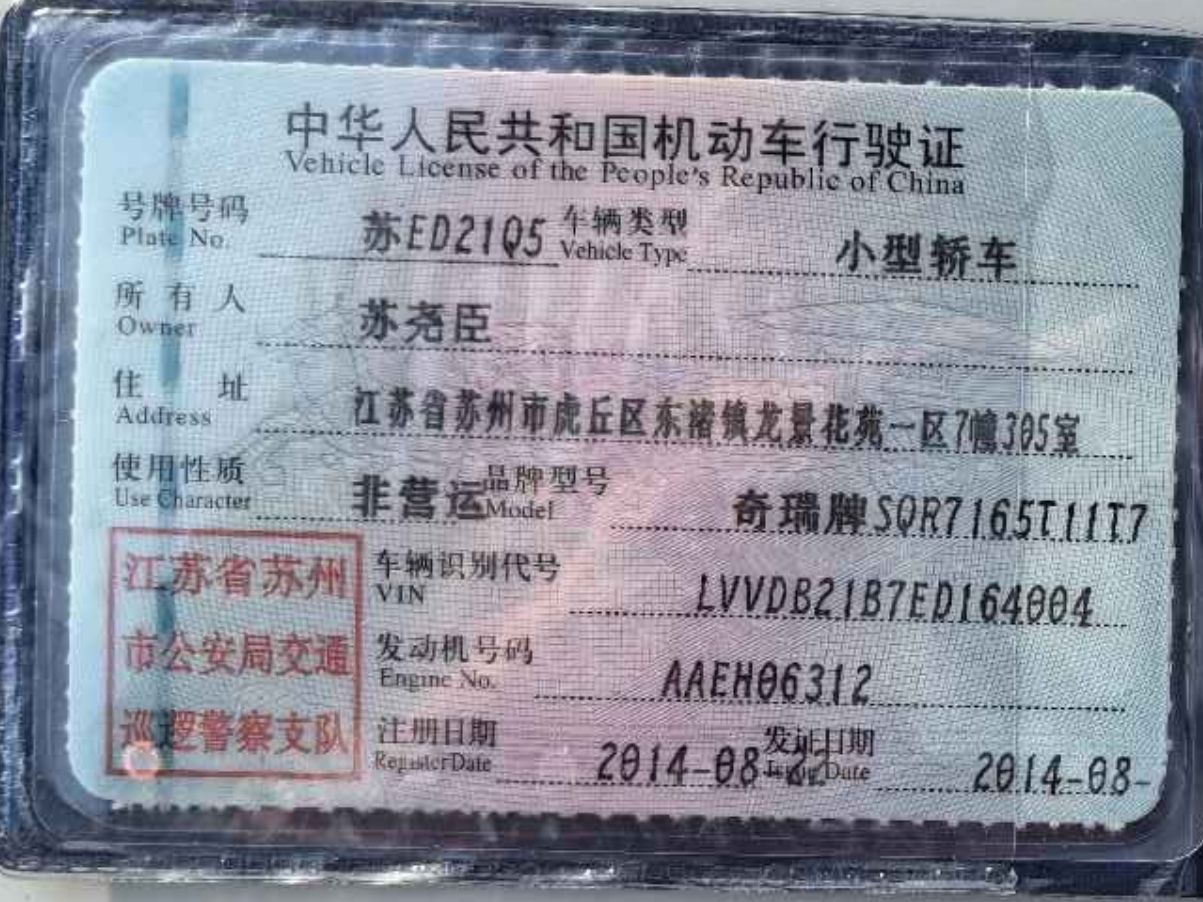 中华人民共和国机动车行驶证
Vehicle License of the People's Republic of China
号牌号码 苏ED21Q5 车辆类型 小型轿车
Plate No. Vehicle Type
所有人 苏尧臣
Owner
住址 江苏省苏州市虎丘区东渚镇龙景花苑一区7幢305室
Address
使用性质 非营运 品牌型号 奇瑞牌SQR7165T11T7
Use Character Model
江苏省苏州
市公安局交通
巡逻警察支队
车辆识别代号 LVVDB21B7ED164004
VIN
发动机号码 AAEH06312
Engine No.
注册日期 2014-08-22 发证日期 2014-08-
Register Date Issue Date